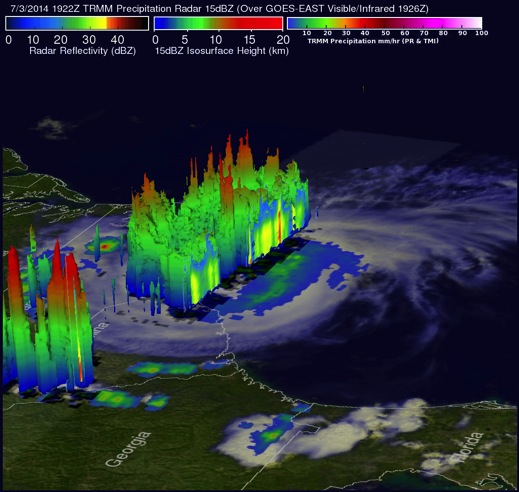 7/3/2014 1922Z TRMM Precipitation Radar 15dBZ (Over GOES-EAST Visible/Infrared 1926Z)
0 10 20 30 40
Radar Reflectivity (dBZ)
0 5 10 15 20
15dBZ Isosurface Height (km)
10 20 30 40 50 60 70 80 90 100
TRMM Precipitation mm/hr (PR & TMI)
Georgia